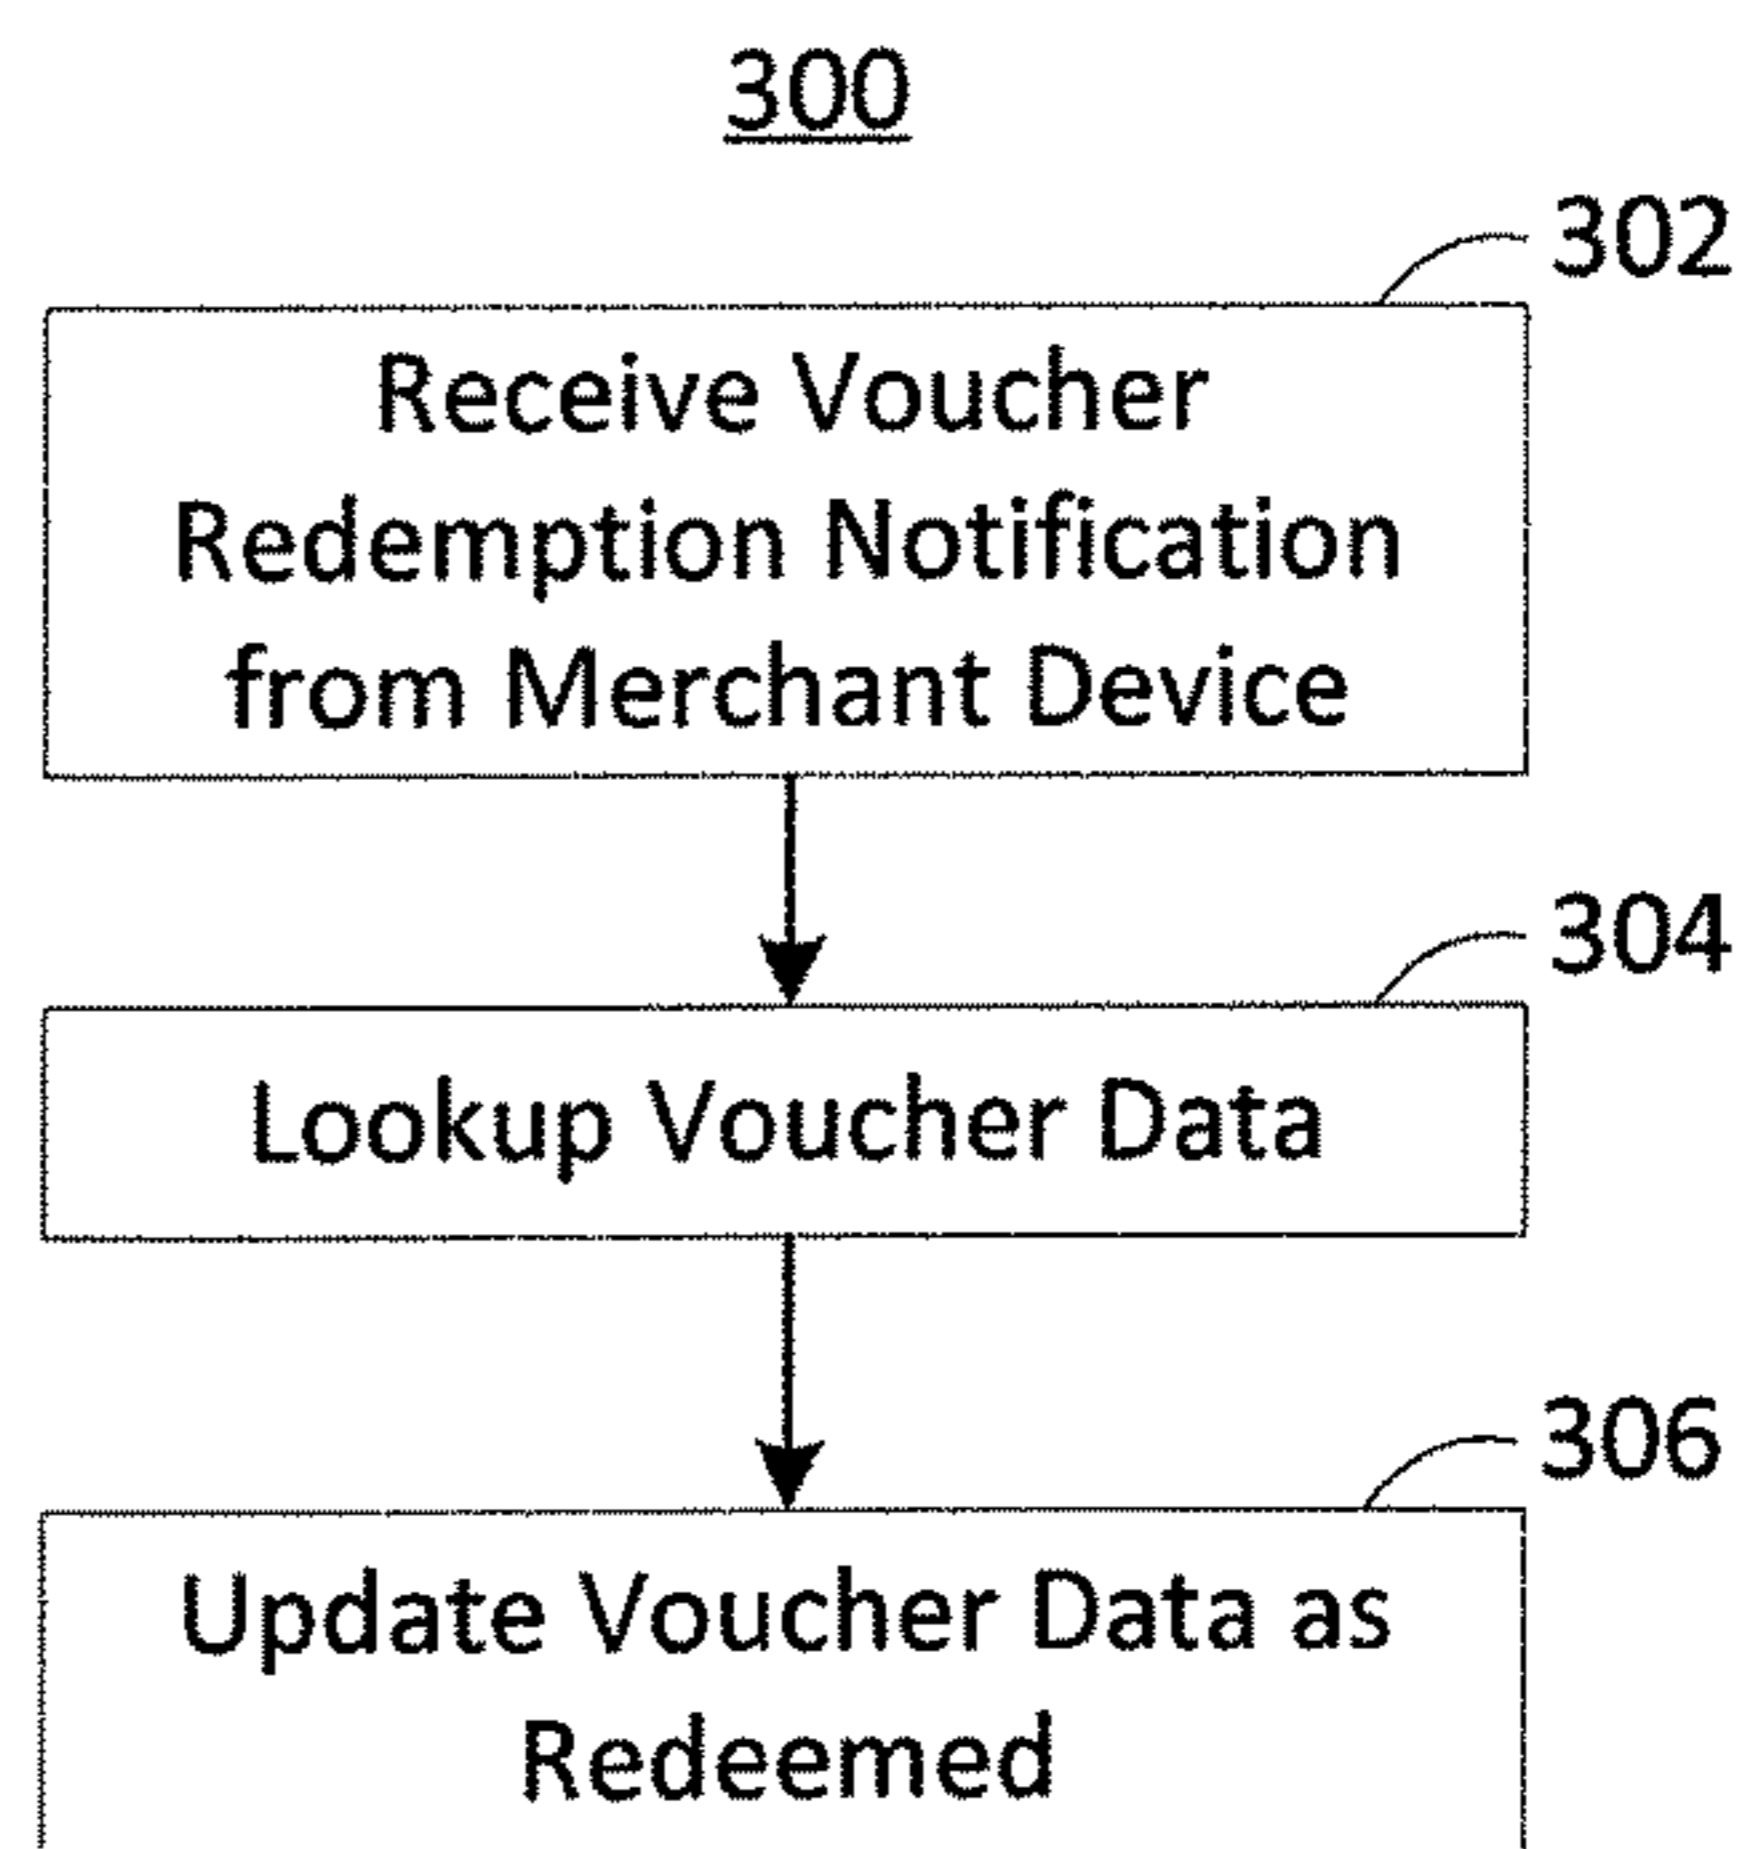 300
302
Receive Voucher
Redemption Notification
from Merchant Device
304
Lookup Voucher Data
306
Update Voucher Data as
Redeemed